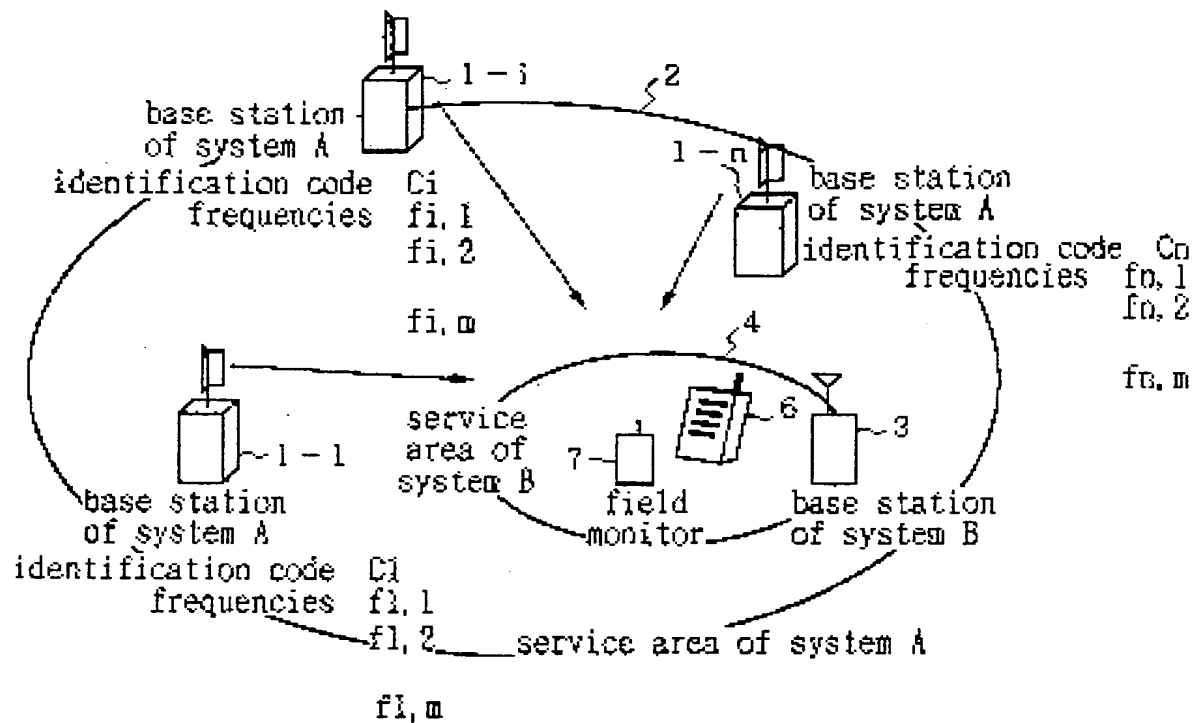 1-i
2
base station
of system A
identification code Ci
frequencies fi,1
fi,2
fi,m
1-n
base station
of system A
identification code Cn
frequencies fn,1
fn,2
fn,m
4
service
area of
system B
6
3
7
field
monitor
base station
of system B
1-1
base station
of system A
identification code C1
frequencies f1,1
f1,2
f1,m
service area of system A